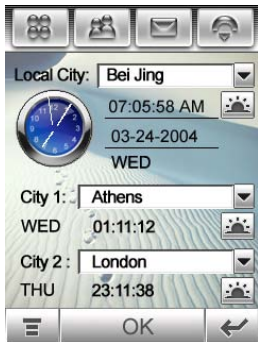 Local City: Bei Jing
07:05:58 AM
03-24-2004
WED
City 1: Athens
WED 01:11:12
City 2 : London
THU 23:11:38
OK